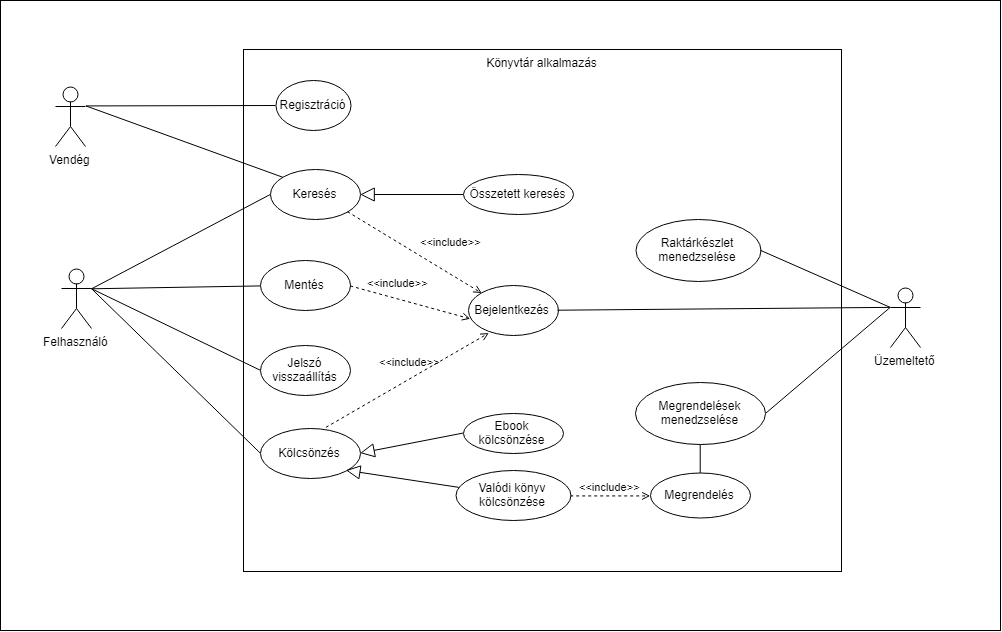 Könyvtár alkalmazás
Vendég
Regisztráció
Keresés
Összetett keresés
<<include>>
Raktárkészlet
menedzselése
Felhasználó
Mentés
<<include>>
Bejelentkezés
Üzemeltető
Jelszó
visszaállítás
<<include>>
Megrendelések
menedzselése
Kölcsönzés
Ebook
kölcsönzése
Valódi könyv
kölcsönzése
<<include>>
Megrendelés